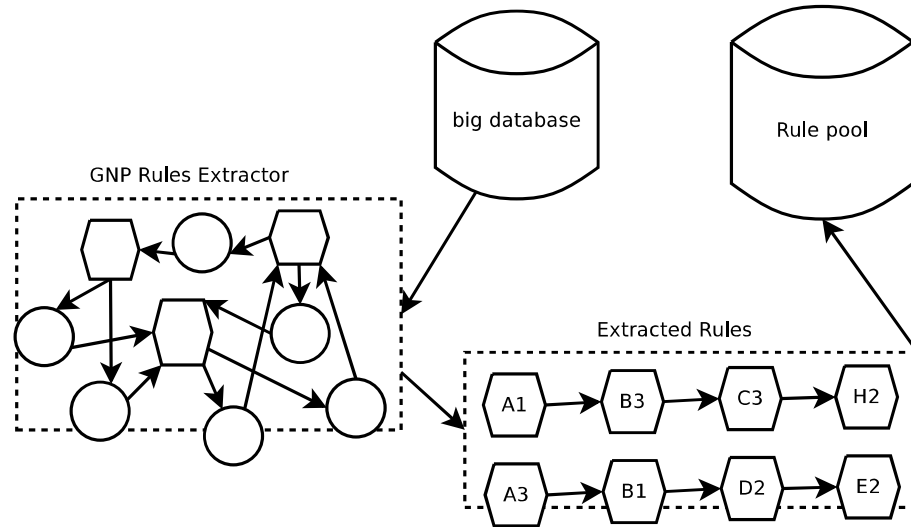 big database
Rule pool
GNP Rules Extractor
Extracted Rules
A1 B3 C3 H2
A3 B1 D2 E2